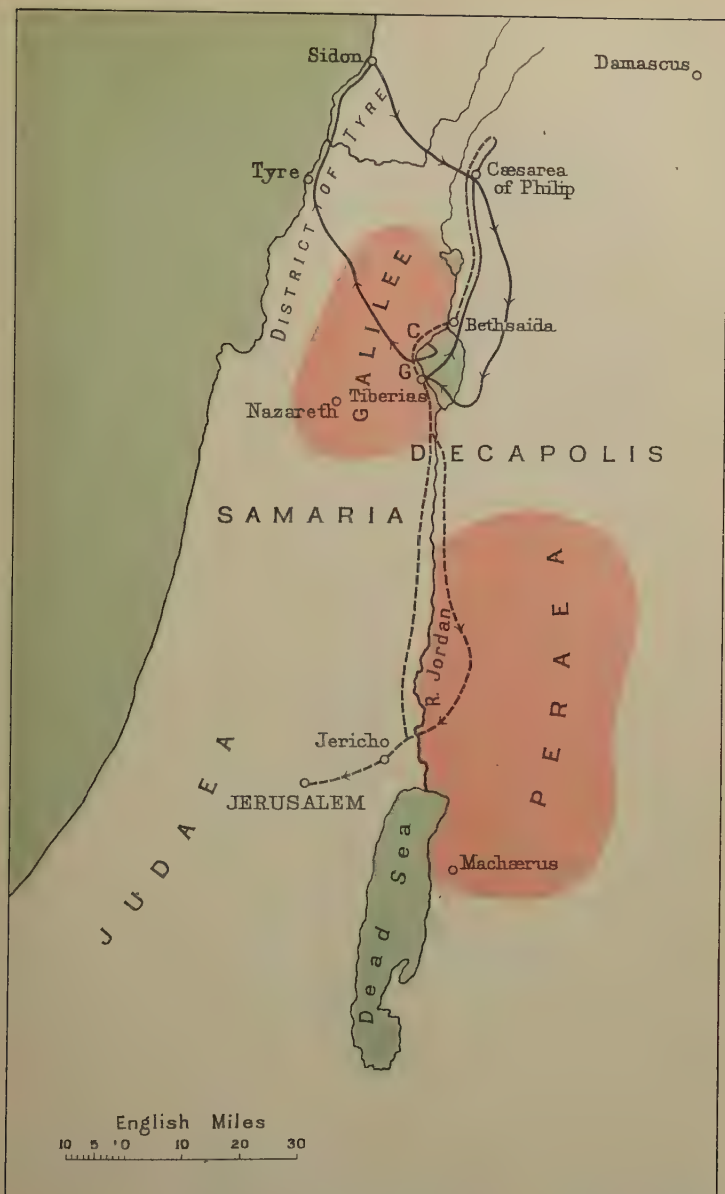 Sidon
Damascus
DISTRICT OF TYRE
Tyre
Cæsarea
of Philip
GALILEE
C
Bethsaida
G
Tiberias
Nazareth
DECAPOLIS
SAMARIA
PERAEA
R. Jordan
Jericho
JERUSALEM
JUDAEA
Machærus
Dead Sea
English Miles
10 5 0 10 20 30